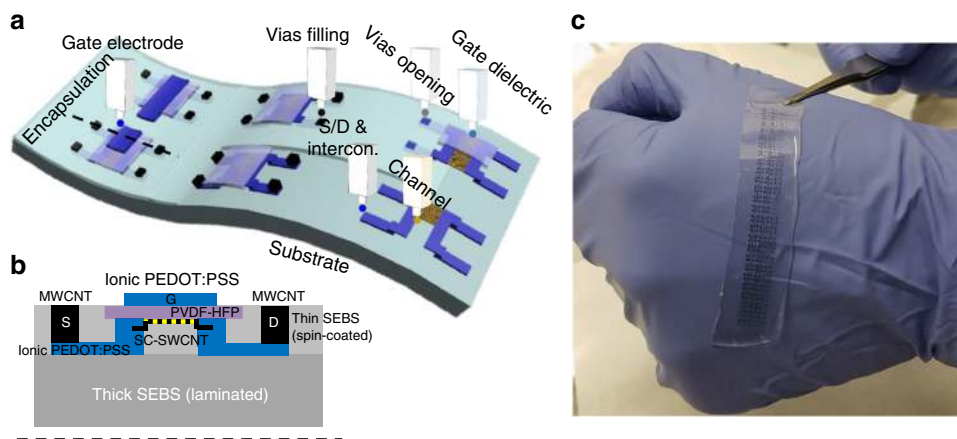 a
Gate electrode
Vias filling
Encapsulation
Vias opening
Gate dielectric
S/D &
intercon.
Channel
Substrate
b
Ionic PEDOT:PSS
MWCNT
G
MWCNT
PVDF-HFP
S
D
Thin SEBS
(spin-coated)
SC-SWCNT
Ionic PEDOT:PSS
Thick SEBS (laminated)
c